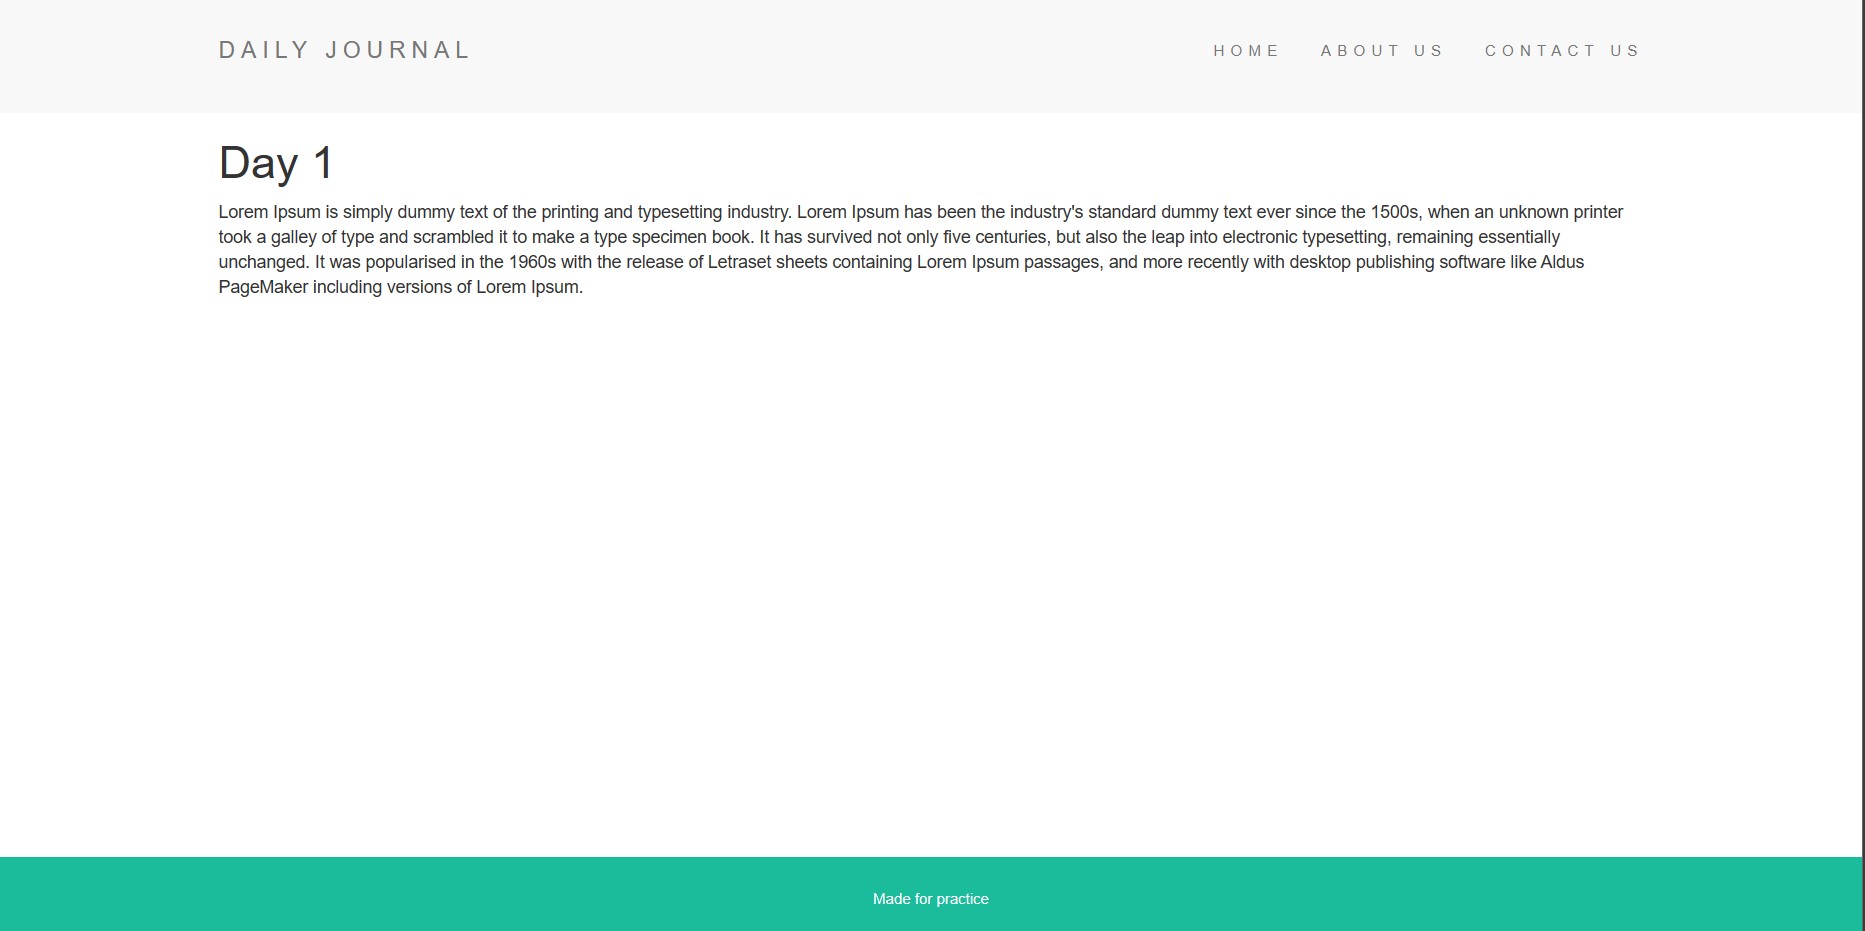 DAILY JOURNAL
HOME ABOUT US CONTACT US
Day 1
Lorem Ipsum is simply dummy text of the printing and typesetting industry. Lorem Ipsum has been the industry's standard dummy text ever since the 1500s, when an unknown printer
took a galley of type and scrambled it to make a type specimen book. It has survived not only five centuries, but also the leap into electronic typesetting, remaining essentially
unchanged. It was popularised in the 1960s with the release of Letraset sheets containing Lorem Ipsum passages, and more recently with desktop publishing software like Aldus
PageMaker including versions of Lorem Ipsum.
Made for practice